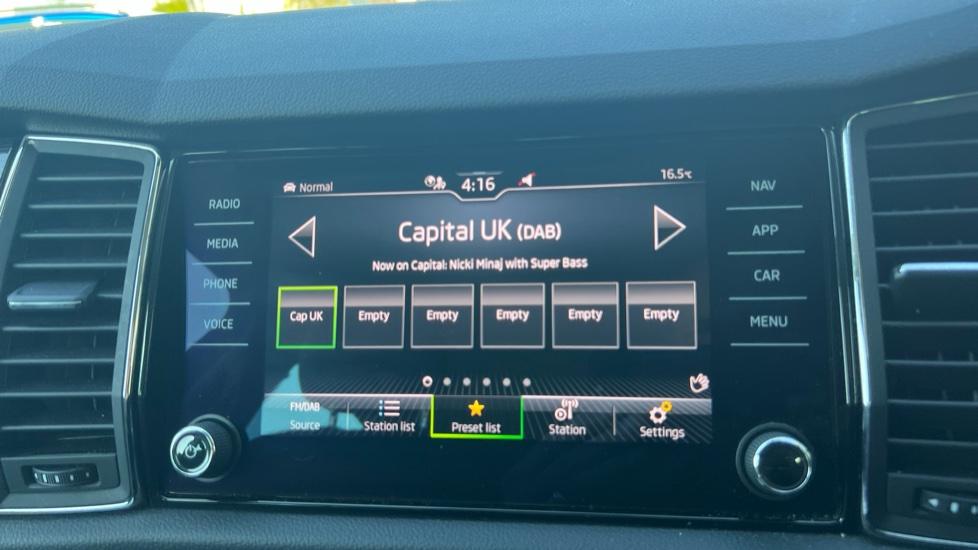 Normal
4:16
16.5°C
Capital UK (DAB)
Now on Capital: Nicki Minaj with Super Bass
Cap UK
Empty
Empty
Empty
Empty
Empty
FM/DAB
Source
Station list
Preset list
Station
Settings
RADIO
MEDIA
PHONE
VOICE
NAV
APP
CAR
MENU